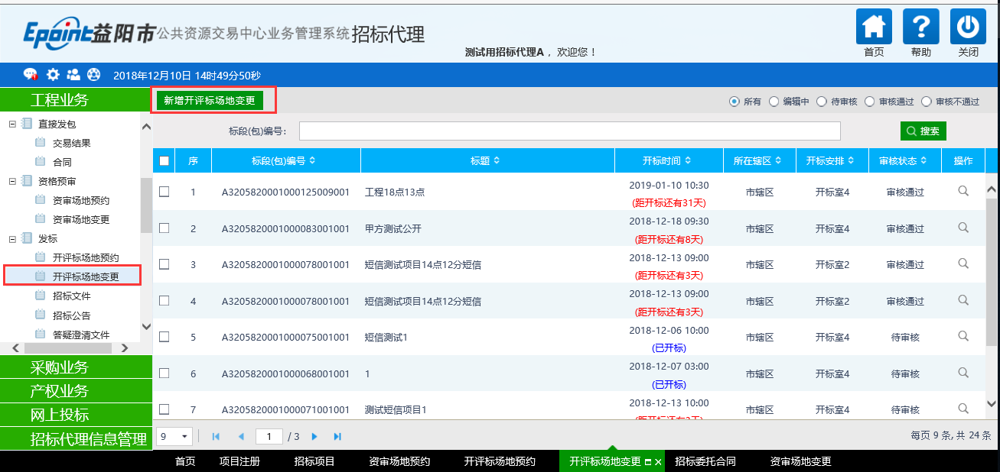 Epoint益阳市公共资源交易中心业务管理系统招标代理
测试用招标代理A，欢迎您！
首页 帮助 关闭
2018年12月10日 14时49分50秒
工程业务
直接发包
交易结果
合同
资格预审
资审场地预约
资审场地变更
发标
开评标场地预约
开评标场地变更
招标文件
招标公告
答疑澄清文件
采购业务
产权业务
网上投标
招标代理信息管理
新增开评标场地变更
所有 编辑中 待审核 审核通过 审核不通过
标段(包)编号：
搜索
序 标段(包)编号 标题 开标时间 所在辖区 开标安排 审核状态 操作
1 A3205820001000125009001 工程18点13点 2019-01-10 10:30 市辖区 开标室4 审核通过
(距开标还有31天)
2 A3205820001000083001001 甲方测试公开 2018-12-18 09:30 市辖区 开标室4 审核通过
(距开标还有8天)
3 A3205820001000078001001 短信测试项目14点12分短信 2018-12-13 09:00 市辖区 开标室2 审核通过
(距开标还有3天)
4 A3205820001000078001001 短信测试项目14点12分短信 2018-12-13 09:00 市辖区 开标室2 审核通过
(距开标还有3天)
5 A3205820001000075001001 短信测试1 2018-12-06 10:00 市辖区 开标室4 待审核
(已开标)
6 A3205820001000068001001 1 2018-12-07 03:00 市辖区 开标室4 待审核
(已开标)
7 A3205820001000071001001 测试短信项目1 2018-12-13 10:00 市辖区 开标室4 待审核
(距开标还有3天)
9 1 / 3 每页 9 条, 共 24 条
首页 项目注册 招标项目 资审场地预约 开评标场地预约 开评标场地变更 招标委托合同 资审场地变更